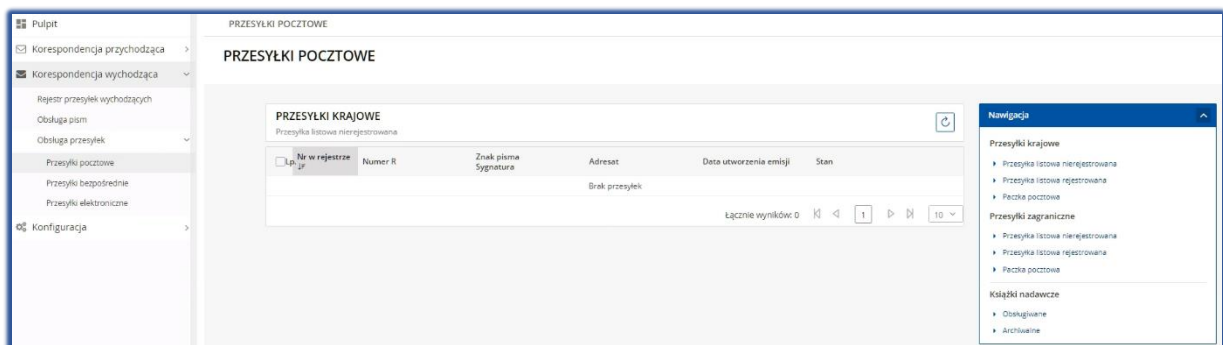 Pulpit
Korespondencja przychodząca
Korespondencja wychodząca
Rejestr przesyłek wychodzących
Obsługa pism
Obsługa przesyłek
Przesyłki pocztowe
Przesyłki bezpośrednie
Przesyłki elektroniczne
Konfiguracja
PRZESYŁKI POCZTOWE
PRZESYŁKI POCZTOWE
PRZESYŁKI KRAJOWE
Przesyłka listowa nierejestrowana
Lp. Nr w rejestrze Numer R Znak pisma Adresat Data utworzenia emisji Stan
Sygnatura
Brak przesyłek
Łącznie wyników: 0 1 10
Nawigacja
Przesyłki krajowe
Przesyłka listowa nierejestrowana
Przesyłka listowa rejestrowana
Paczka pocztowa
Przesyłki zagraniczne
Przesyłka listowa nierejestrowana
Przesyłka listowa rejestrowana
Paczka pocztowa
Książki nadawcze
Obsługiwane
Archiwalne